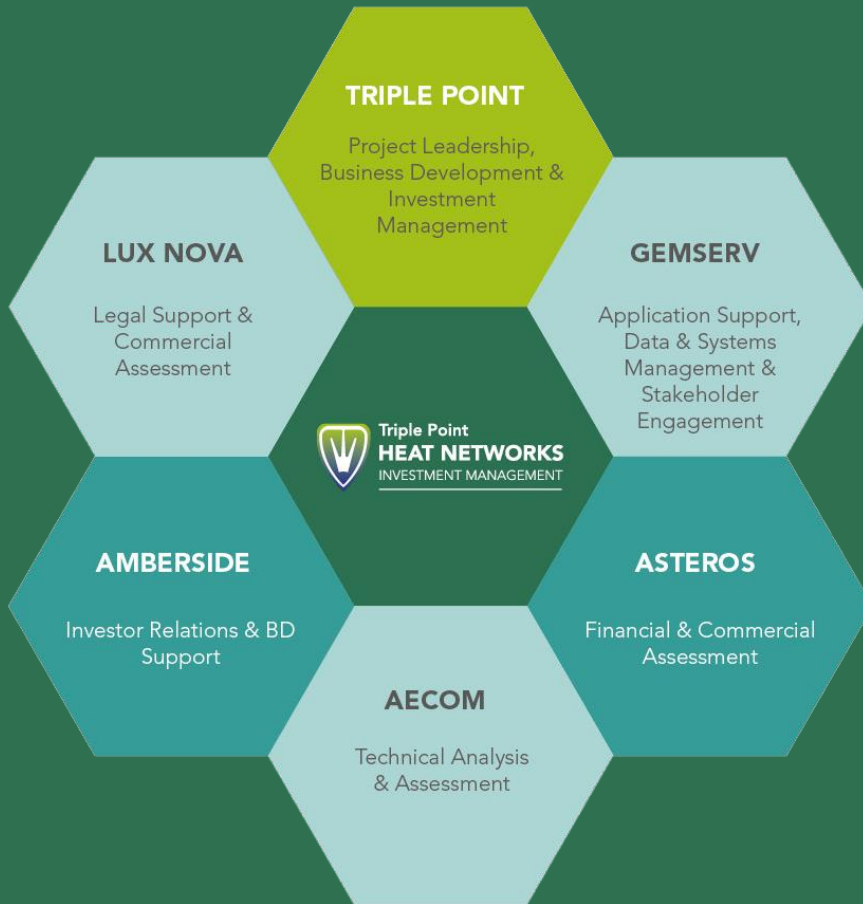 TRIPLE POINT
Project Leadership,
Business Development &
Investment
Management
LUX NOVA
Legal Support &
Commercial
Assessment
GEMSERV
Application Support,
Data & Systems
Management &
Stakeholder
Engagement
Triple Point
HEAT NETWORKS
INVESTMENT MANAGEMENT
AMBERSIDE
Investor Relations & BD
Support
ASTEROS
Financial & Commercial
Assessment
AECOM
Technical Analysis
& Assessment